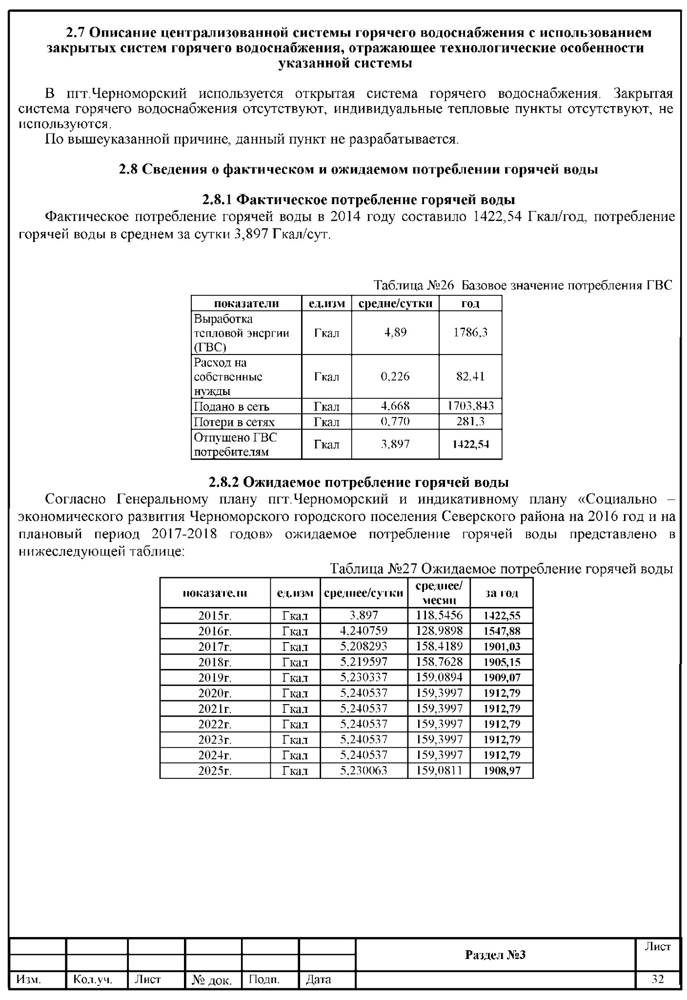 2.7 Описание централизованной системы горячего водоснабжения с использованием
закрытых систем горячего водоснабжения, отражающее технологические особенности
указанной системы
В пгт.Черноморский используется открытая система горячего водоснабжения. Закрытая
система горячего водоснабжения отсутствуют, индивидуальные тепловые пункты отсутствуют, не
используются.
По вышеуказанной причине, данный пункт не разрабатывается.
2.8 Сведения о фактическом и ожидаемом потреблении горячей воды
2.8.1 Фактическое потребление горячей воды
Фактическое потребление горячей воды в 2014 году составило 1422,54 Гкал/год, потребление
горячей воды в среднем за сутки 3,897 Гкал/сут.
Таблица №26 Базовое значение потребления ГВС
показатели ед.изм средне/сутки год
Выработка
тепловой энергии
(ГВС) Гкал 4,89 1786,3
Расход на
собственные
нужды Гкал 0,226 82,41
Подано в сеть Гкал 4,668 1703,843
Потери в сетях Гкал 0,770 281,3
Отпущено ГВС
потребителям Гкал 3,897 1422,54
2.8.2 Ожидаемое потребление горячей воды
Согласно Генеральному плану пгт.Черноморский и индикативному плану «Социально –
экономического развития Черноморского городского поселения Северского района на 2016 год и на
плановый период 2017-2018 годов» ожидаемое потребление горячей воды представлено в
нижеследующей таблице:
Таблица №27 Ожидаемое потребление горячей воды
показатели ед.изм среднее/сутки среднее/
месяц за год
2015г. Гкал 3,897 118,5456 1422,55
2016г. Гкал 4,240759 128,9898 1547,88
2017г. Гкал 5,208293 158,4189 1901,03
2018г. Гкал 5,219597 158,7628 1905,15
2019г. Гкал 5,230337 159,0894 1909,07
2020г. Гкал 5,240537 159,3997 1912,79
2021г. Гкал 5,240537 159,3997 1912,79
2022г. Гкал 5,240537 159,3997 1912,79
2023г. Гкал 5,240537 159,3997 1912,79
2024г. Гкал 5,240537 159,3997 1912,79
2025г. Гкал 5,230063 159,0811 1908,97
Раздел №3 Лист
Изм. Кол.уч. Лист № док. Подп. Дата 32